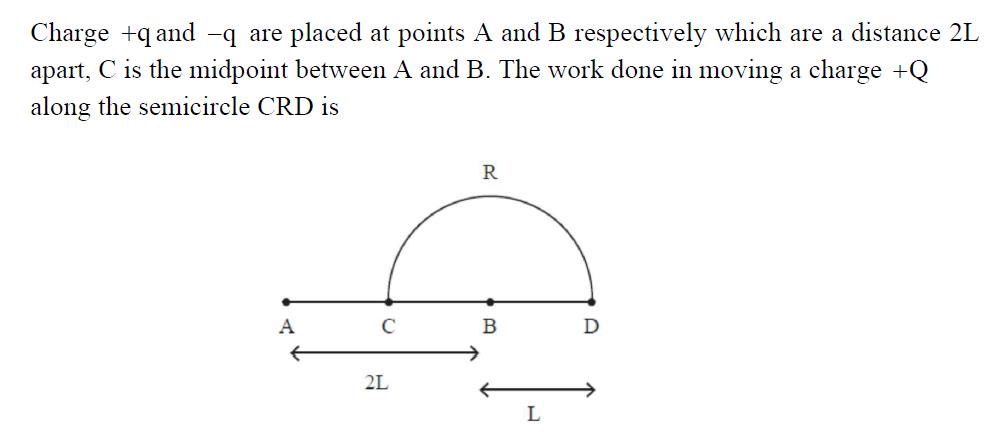 Charge +q and −q are placed at points A and B respectively which are a distance 2L
apart, C is the midpoint between A and B. The work done in moving a charge +Q
along the semicircle CRD is
R
A C B D
2L
L